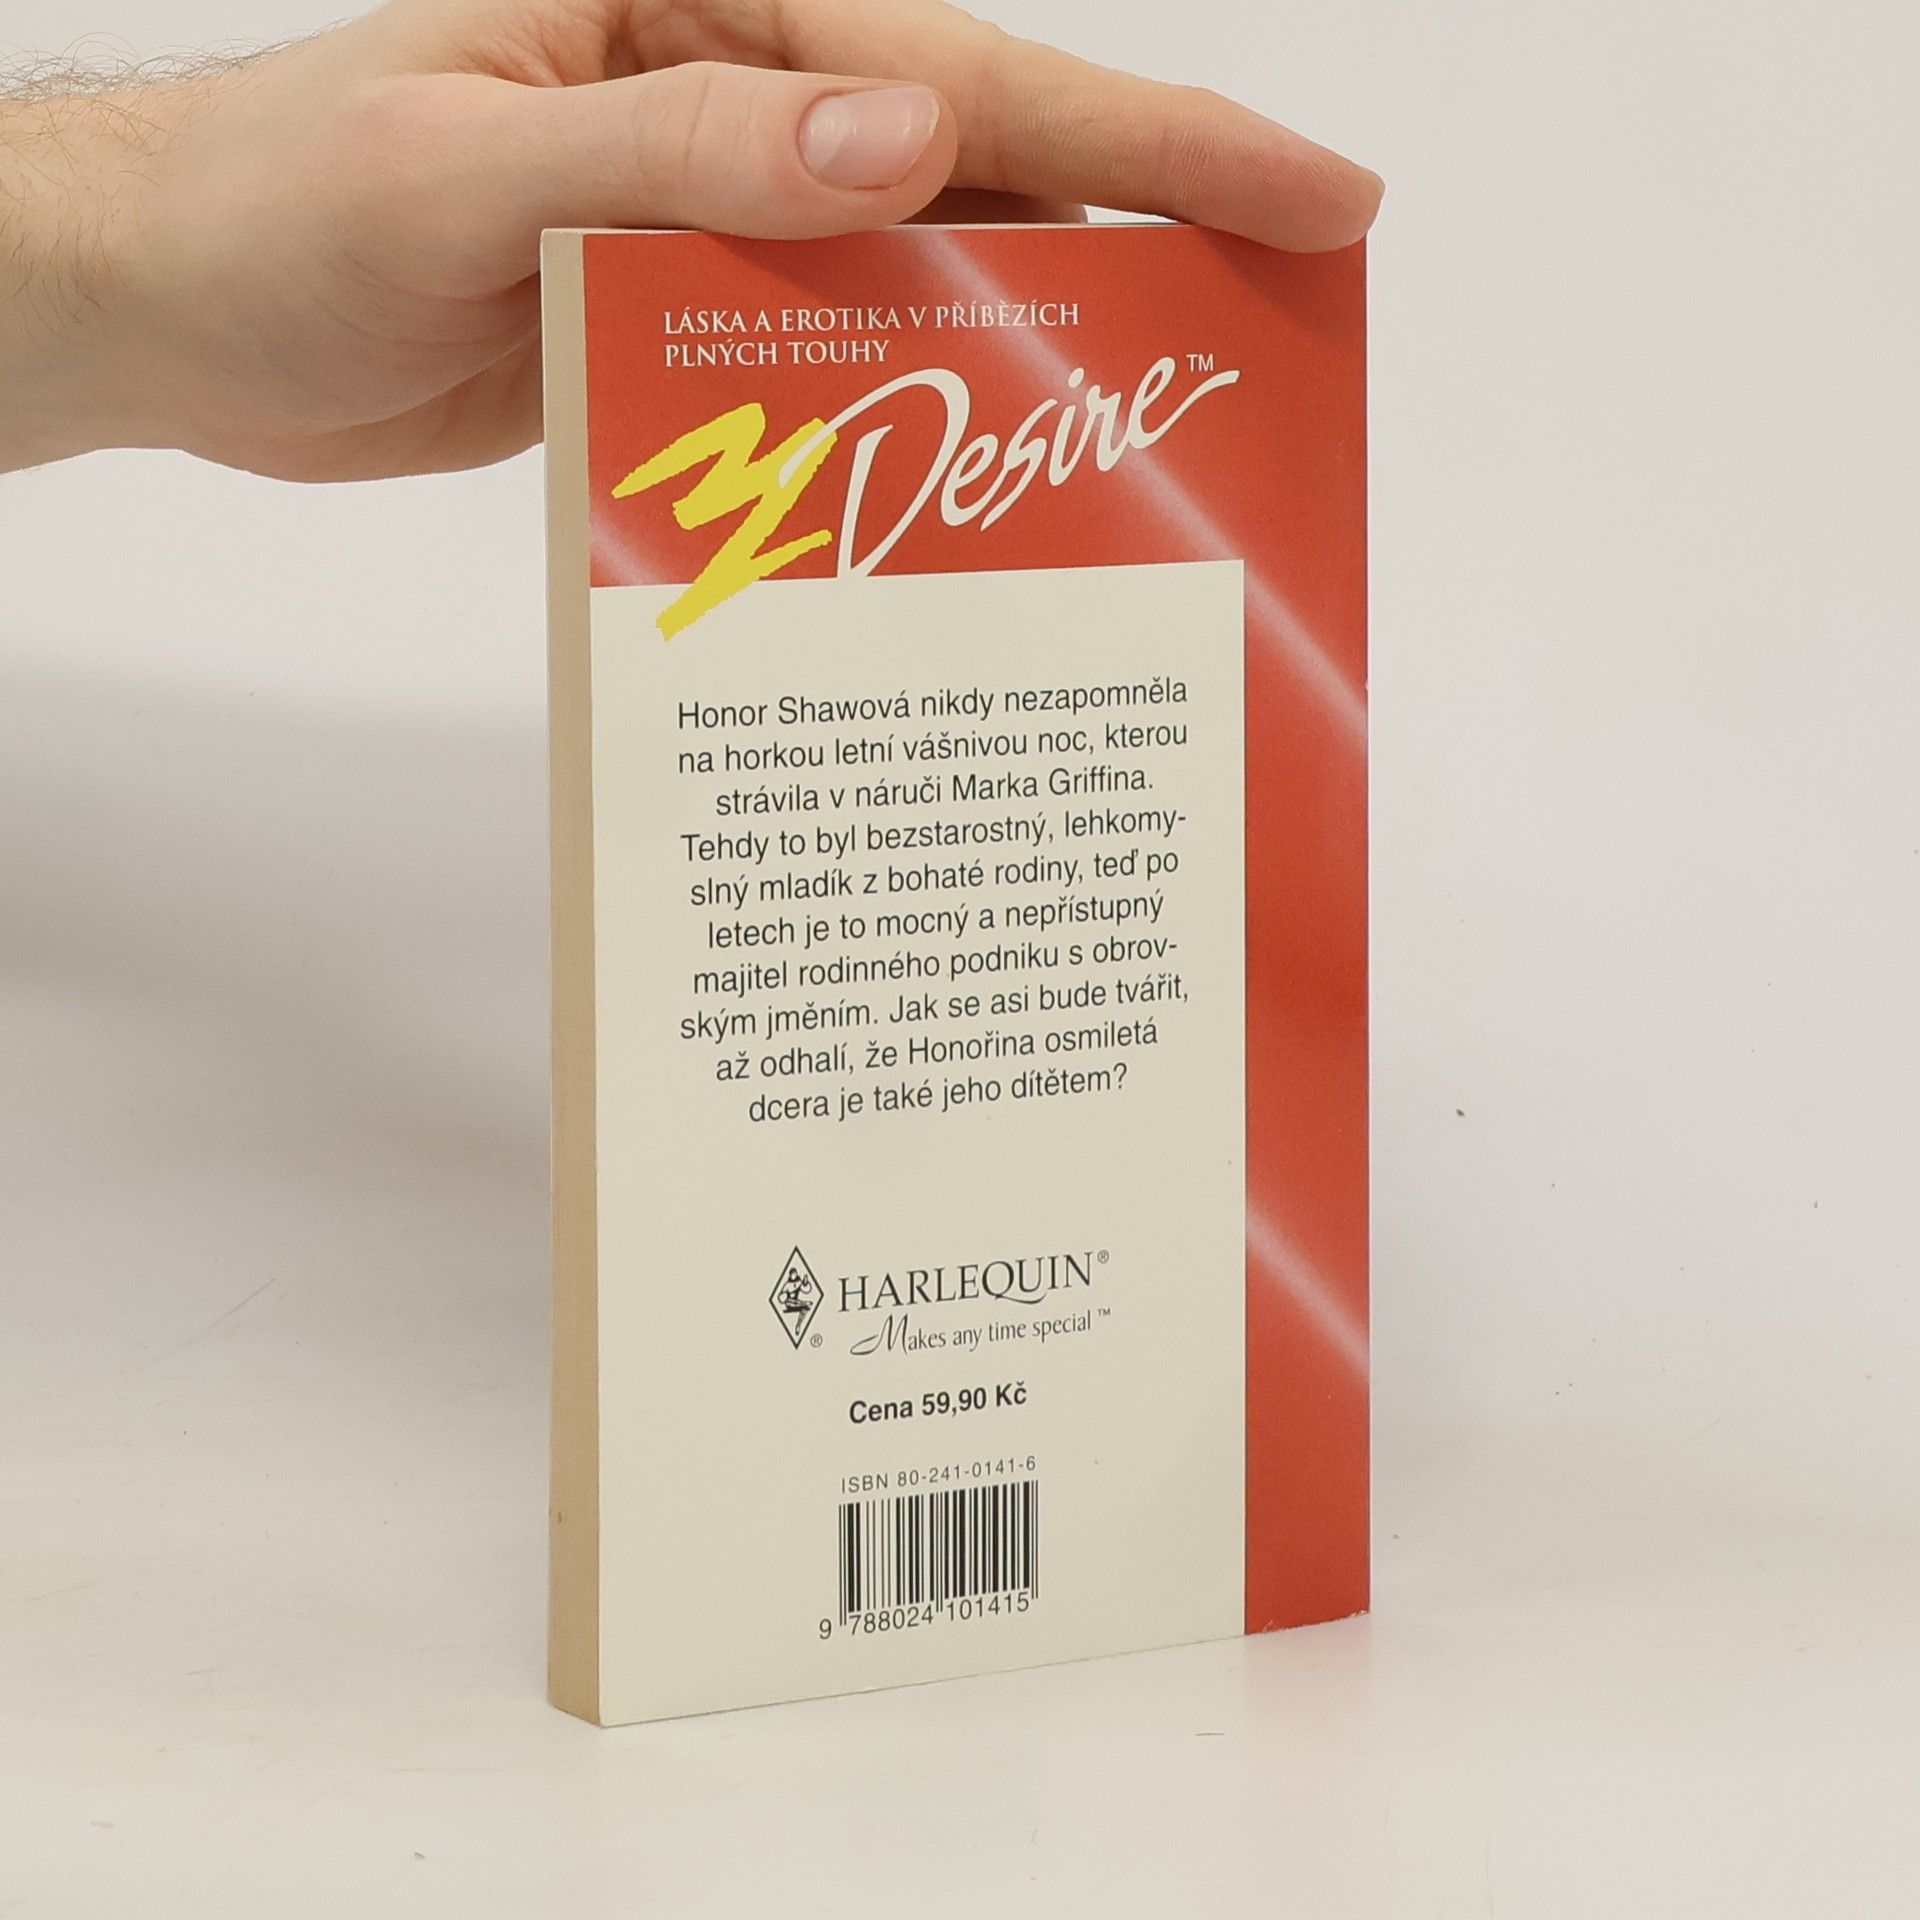 LÁSKA A EROTIKA V PŘÍBĚZÍCH
PLNÝCH TOUHY
Desire™
Honor Shawová nikdy nezapomněla
na horkou letní vášnivou noc, kterou
strávila v náručí Marka Griffina.
Tehdy to byl bezstarostný, lehkomy-
slný mladík z bohaté rodiny, teď po
letech je to mocný a nepřístupný
majitel rodinného podniku s obrov-
ským jměním. Jak se asi bude tvářit,
až odhalí, že Honořina osmiletá
dcera je také jeho dítětem?
HARLEQUIN®
®
Makes any time special™
Cena 59,90 Kč
ISBN 80-241-0141-6
9 788024 101415